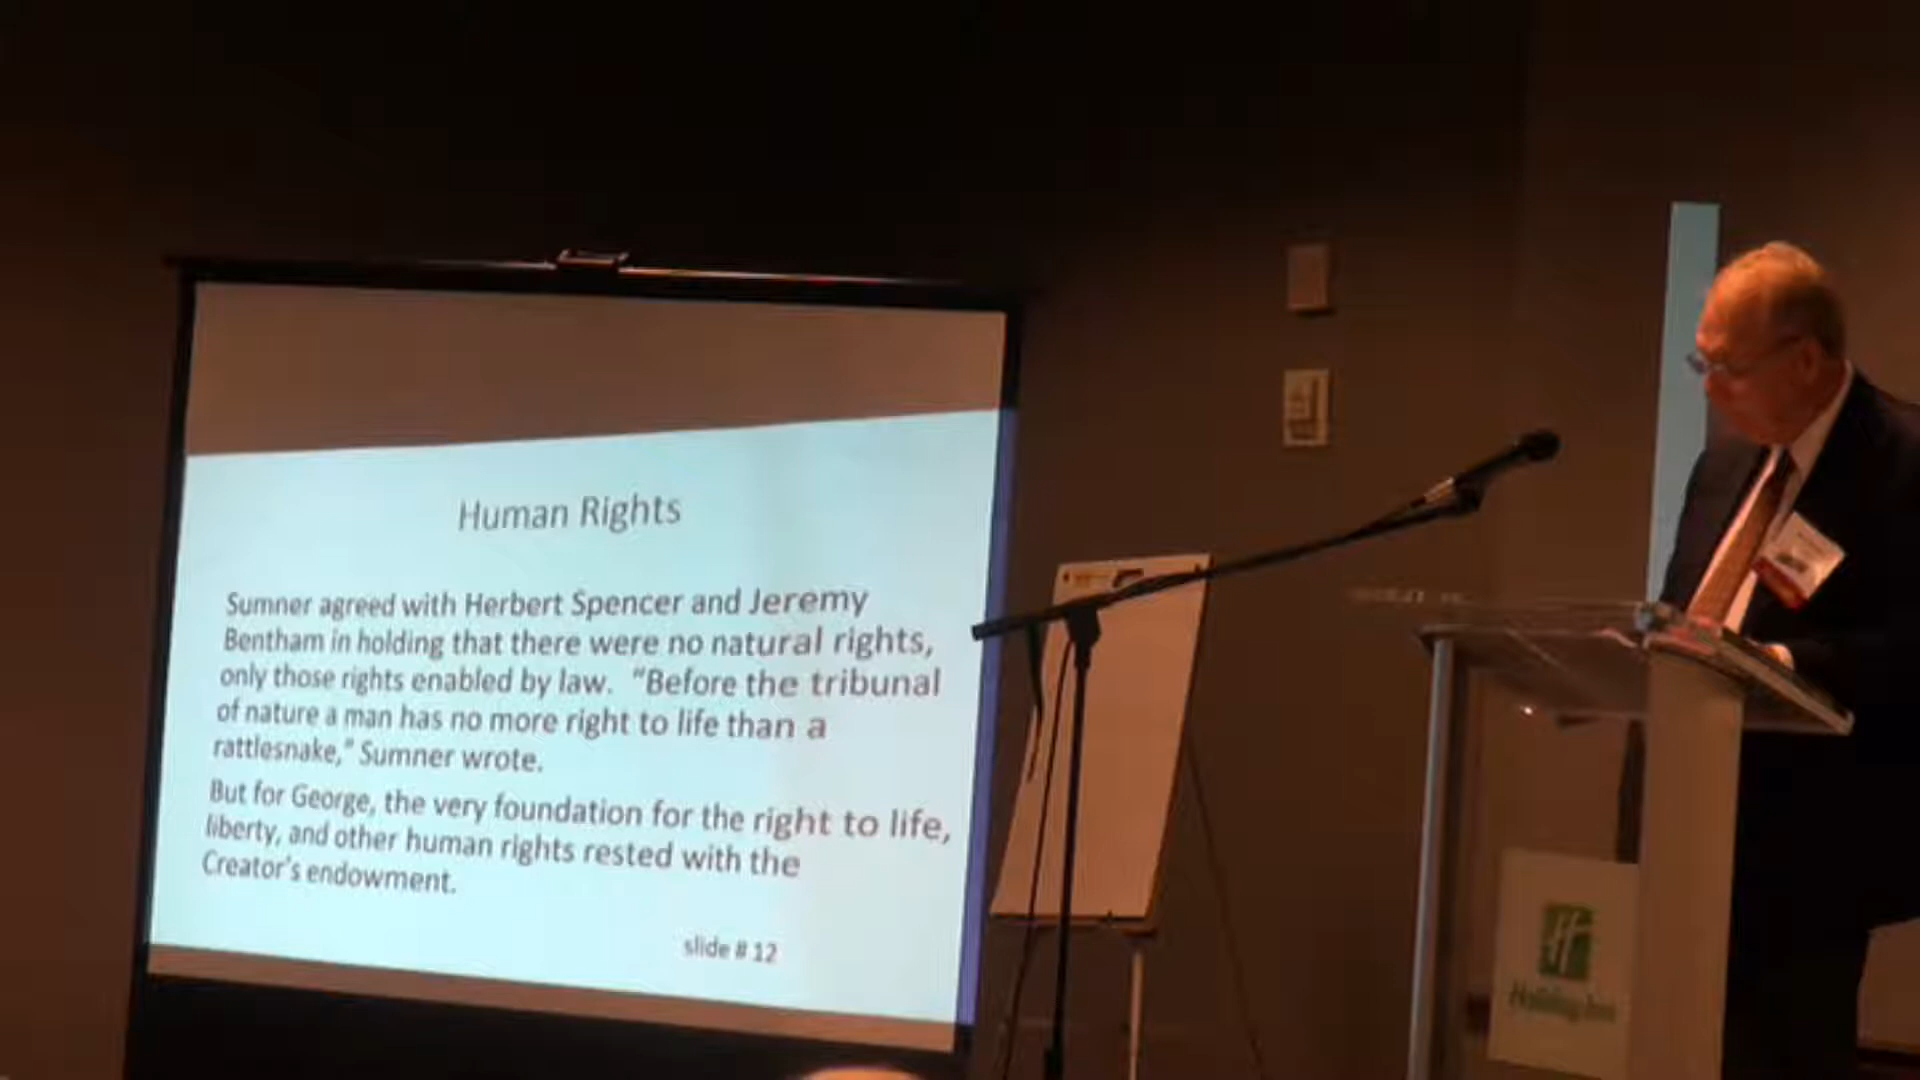 Human Rights
Sumner agreed with Herbert Spencer and Jeremy
Bentham in holding that there were no natural rights,
only those rights enabled by law. “Before the tribunal
of nature a man has no more right to life than a
rattlesnake,” Sumner wrote.
But for George, the very foundation for the right to life,
liberty, and other human rights rested with the
Creator’s endowment.
slide # 12
H
Holiday Inn